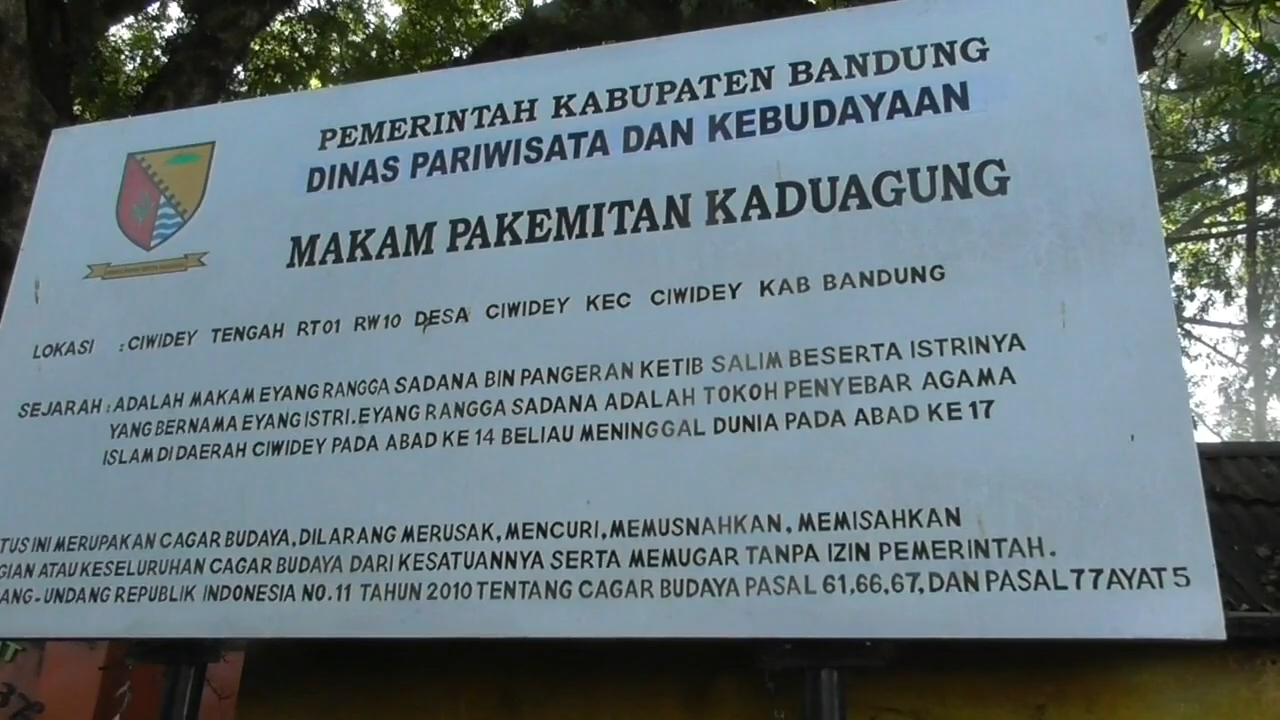 PEMERINTAH KABUPATEN BANDUNG
DINAS PARIWISATA DAN KEBUDAYAAN
MAKAM PAKEMITAN KADUAGUNG
LOKASI : CIWIDEY TENGAH RT01 RW10 DESA CIWIDEY KEC CIWIDEY KAB BANDUNG
SEJARAH : ADALAH MAKAM EYANG RANGGA SADANA BIN PANGERAN KETIB SALIM BESERTA ISTRINYA
YANG BERNAMA EYANG ISTRI. EYANG RANGGA SADANA ADALAH TOKOH PENYEBAR AGAMA
ISLAM DI DAERAH CIWIDEY PADA ABAD KE 14 BELIAU MENINGGAL DUNIA PADA ABAD KE 17
TUS INI MERUPAKAN CAGAR BUDAYA, DILARANG MERUSAK, MENCURI, MEMUSNAHKAN, MEMISAHKAN
GIAN ATAU KESELURUHAN CAGAR BUDAYA DARI KESATUANNYA SERTA MEMUGAR TANPA IZIN PEMERINTAH.
ANG-UNDANG REPUBLIK INDONESIA NO.11 TAHUN 2010 TENTANG CAGAR BUDAYA PASAL 61,66,67, DAN PASAL 77 AYAT 5